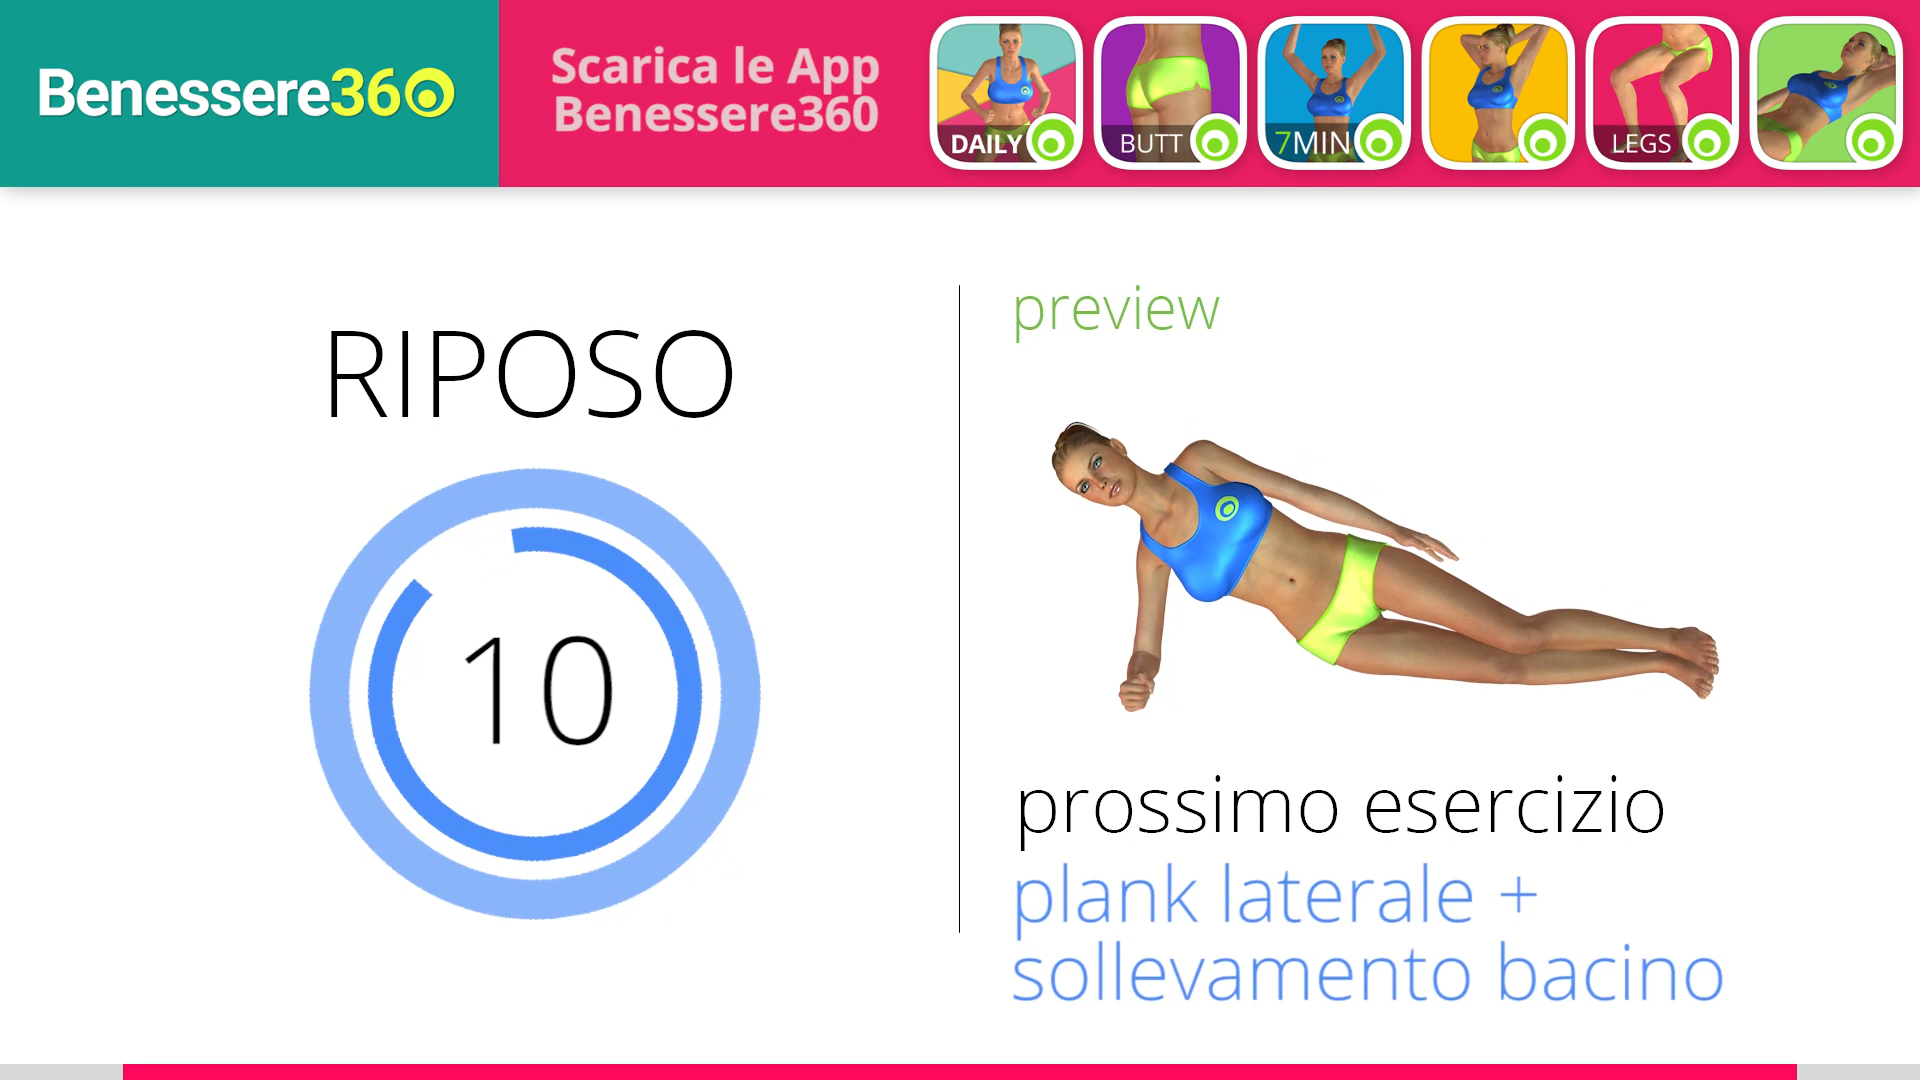 Benessere360
Scarica le App
Benessere360
DAILY
BUTT
7MIN
LEGS
RIPOSO
10
preview
prossimo esercizio
plank laterale +
sollevamento bacino